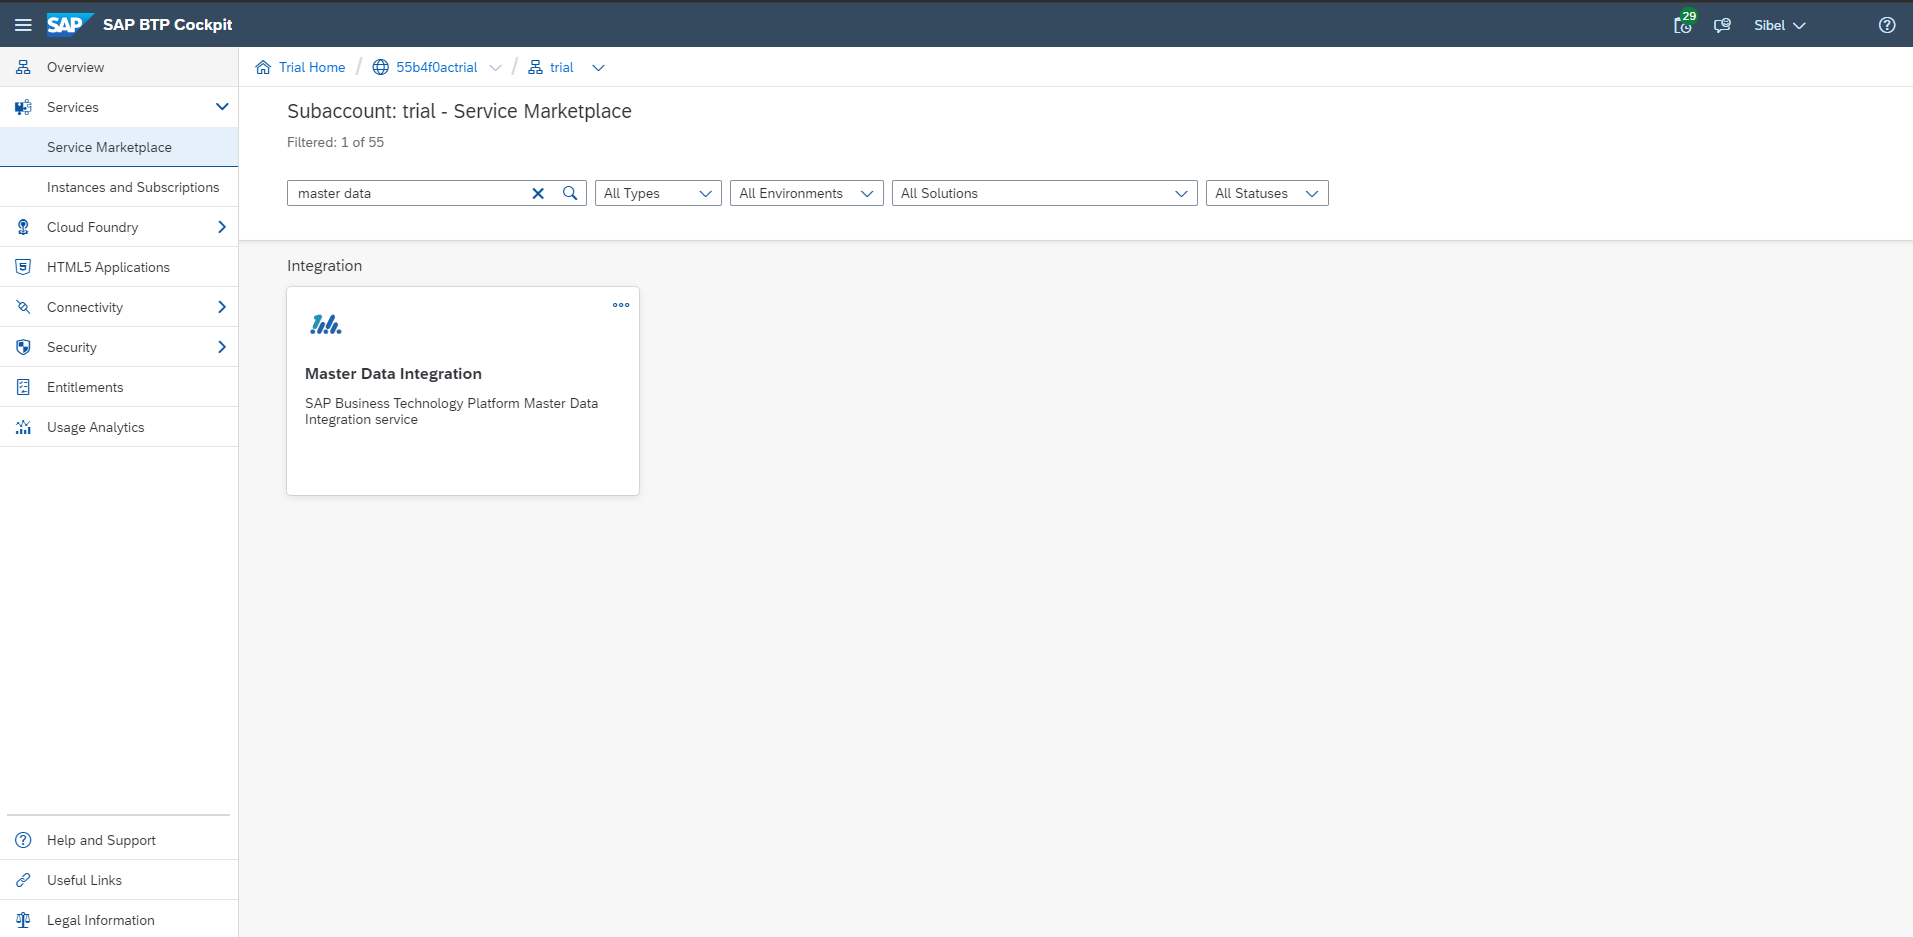 SAP SAP BTP Cockpit
29
Sibel
Overview
Services
Service Marketplace
Instances and Subscriptions
Cloud Foundry
HTML5 Applications
Connectivity
Security
Entitlements
Usage Analytics
Help and Support
Useful Links
Legal Information
Trial Home / 55b4f0actrial / trial
Subaccount: trial - Service Marketplace
Filtered: 1 of 55
master data
All Types
All Environments
All Solutions
All Statuses
Integration
Master Data Integration
SAP Business Technology Platform Master Data
Integration service